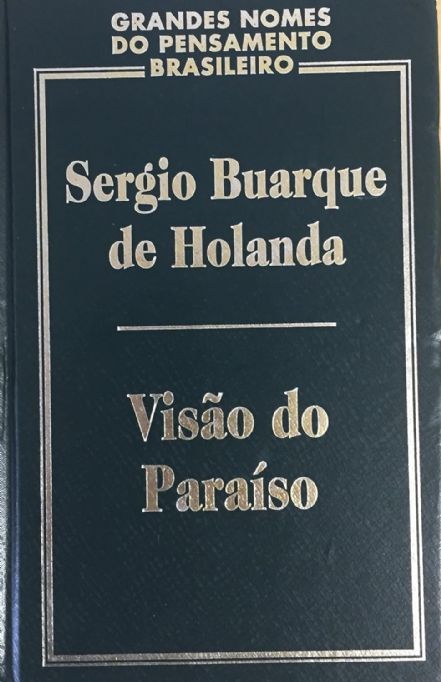 GRANDES NOMES
DO PENSAMENTO
BRASILEIRO
Sergio Buarque
de Holanda
Visão do
Paraíso